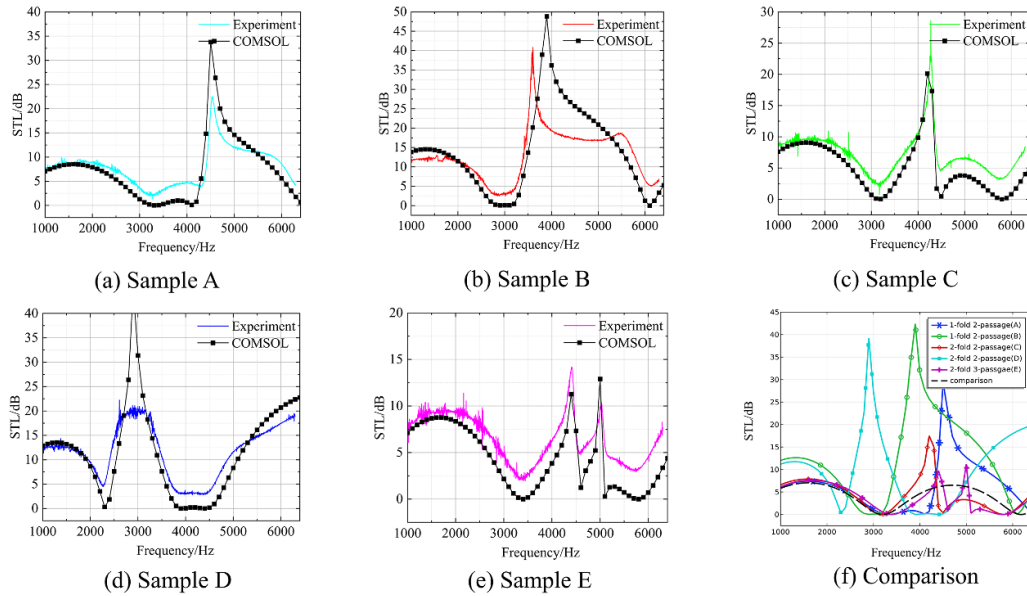 40
35
30
25
20
15
10
5
0
STL/dB
Experiment
COMSOL
1000 2000 3000 4000 5000 6000
Frequency/Hz
(a) Sample A
50
45
40
35
30
25
20
15
10
5
0
STL/dB
Experiment
COMSOL
1000 2000 3000 4000 5000 6000
Frequency/Hz
(b) Sample B
30
25
20
15
10
5
0
STL/dB
Experiment
COMSOL
1000 2000 3000 4000 5000 6000
Frequency/Hz
(c) Sample C
40
35
30
25
20
15
10
5
0
STL/dB
Experiment
COMSOL
1000 2000 3000 4000 5000 6000
Frequency/Hz
(d) Sample D
20
15
10
5
0
STL/dB
Experiment
COMSOL
1000 2000 3000 4000 5000 6000
Frequency/Hz
(e) Sample E
45
40
35
30
25
20
15
10
5
0
STL/dB
1-fold 2-passage(A)
1-fold 2-passage(B)
2-fold 2-passage(C)
2-fold 2-passage(D)
2-fold 3-passgae(E)
comparison
1000 2000 3000 4000 5000 6000
Frequency/Hz
(f) Comparison